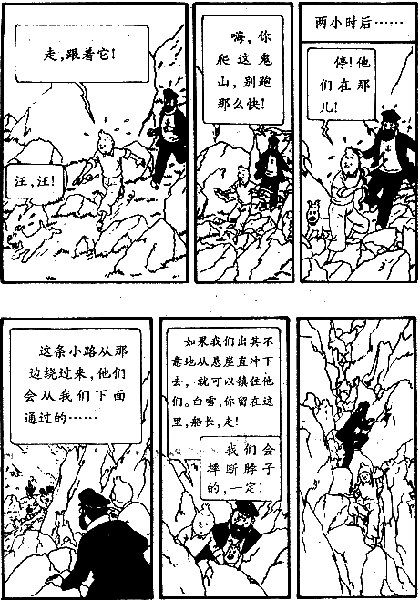 走,跟着它!
汪,汪!
嗨,你
爬这鬼
山,别跑
那么快!
两小时后……
停!他
们在那
儿!
这条小路从那
边绕过来,他们
会从我们下面
通过的……
如果我们出其不
意地从悬崖直冲下
去,就可以镇住他
们。白雪,你留在这
里,船长,走!
我们会
摔断脖子
的,一定